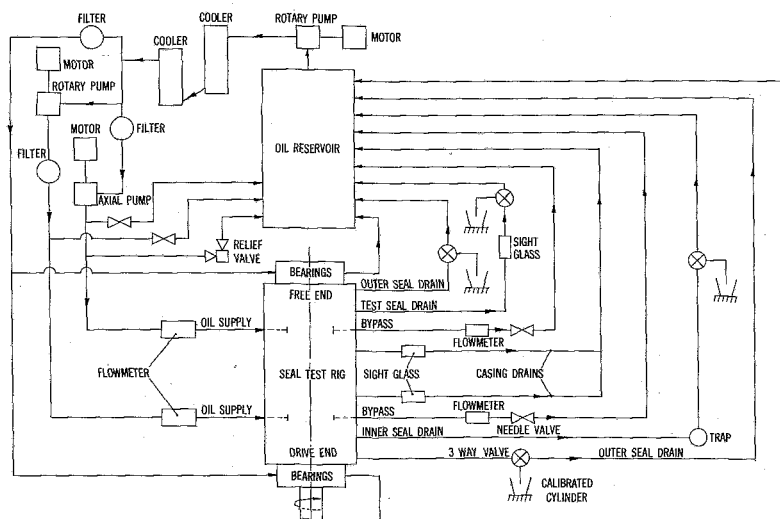 FILTER
COOLER
ROTARY PUMP
MOTOR
COOLER
MOTOR
ROTARY PUMP
MOTOR
FILTER
FILTER
OIL RESERVOIR
AXIAL PUMP
RELIEF
VALVE
SIGHT
GLASS
BEARINGS
OUTER SEAL DRAIN
FREE END
TEST SEAL DRAIN
OIL SUPPLY
BYPASS
FLOWMETER
FLOWMETER
SEAL TEST RIG
SIGHT GLASS
CASING DRAINS
OIL SUPPLY
BYPASS
FLOWMETER
NEEDLE VALVE
INNER SEAL DRAIN
TRAP
DRIVE END
3 WAY VALVE
OUTER SEAL DRAIN
BEARINGS
CALIBRATED
CYLINDER